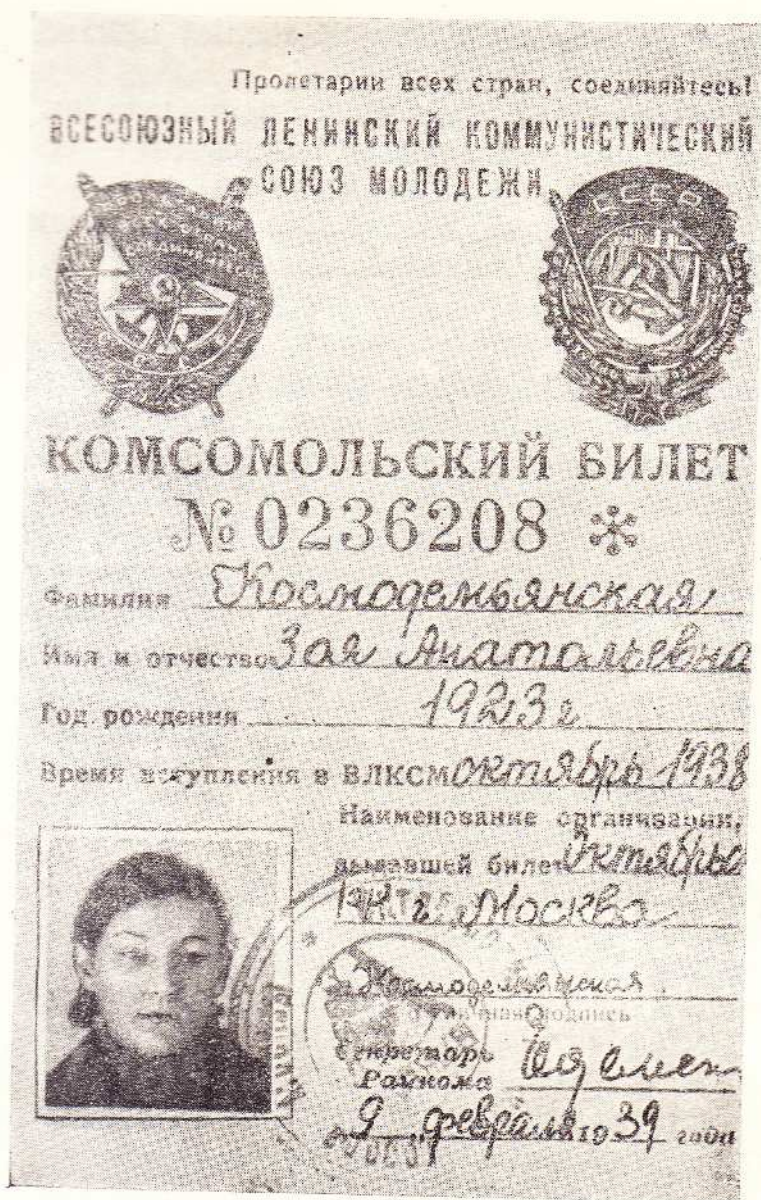 Пролетарии всех стран, соединяйтесь!
ВСЕСОЮЗНЫЙ ЛЕНИНСКИЙ КОММУНИСТИЧЕСКИЙ
СОЮЗ МОЛОДЕЖИ
СССР
КОМСОМОЛЬСКИЙ БИЛЕТ
№ 0236208 *
Фамилия Космодемьянская
Имя и отчество Зоя Анатольевна
Год рождения 1923 г
Время вступления в ВЛКСМ октябрь 1938
Наименование организации,
выдавшей билет Октябрьс
РК г. Москва
Космодемьянская
Личная подпись
Секретарь
Райкома
9 февраля 1939 года